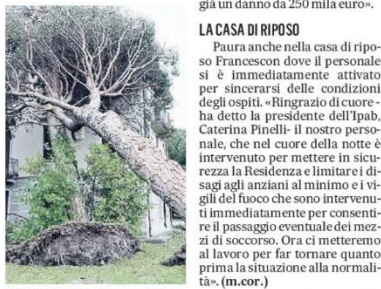 già un danno da 250 mila euro».
LA CASA DI RIPOSO
Paura anche nella casa di ripo-
so Francescon dove il personale
si è immediatamente attivato
per sincerarsi delle condizioni
degli ospiti. «Ringrazio di cuore -
ha detto la presidente dell'Ipab,
Caterina Pinelli- il nostro perso-
nale, che nel cuore della notte è
intervenuto per mettere in sicu-
rezza la Residenza e limitare i di-
sagi agli anziani al minimo e i vi-
gili del fuoco che sono intervenu-
ti immediatamente per consenti-
re il passaggio eventuale dei mez-
zi di soccorso. Ora ci metteremo
al lavoro per far tornare quanto
prima la situazione alla normali-
tà». (m.cor.)